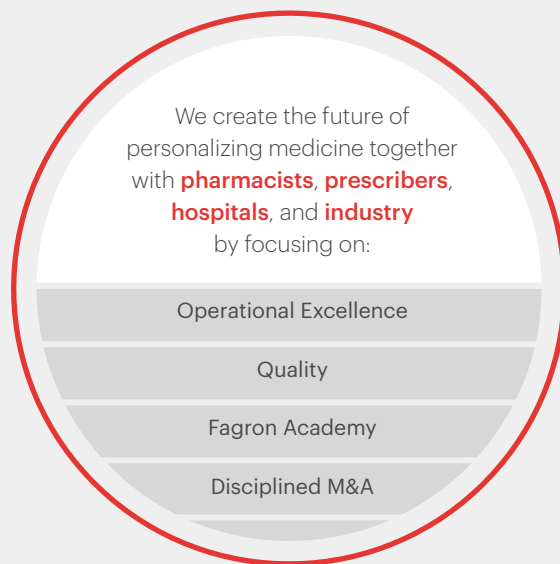 We create the future of
personalizing medicine together
with pharmacists, prescribers,
hospitals, and industry
by focusing on:
Operational Excellence
Quality
Fagron Academy
Disciplined M&A